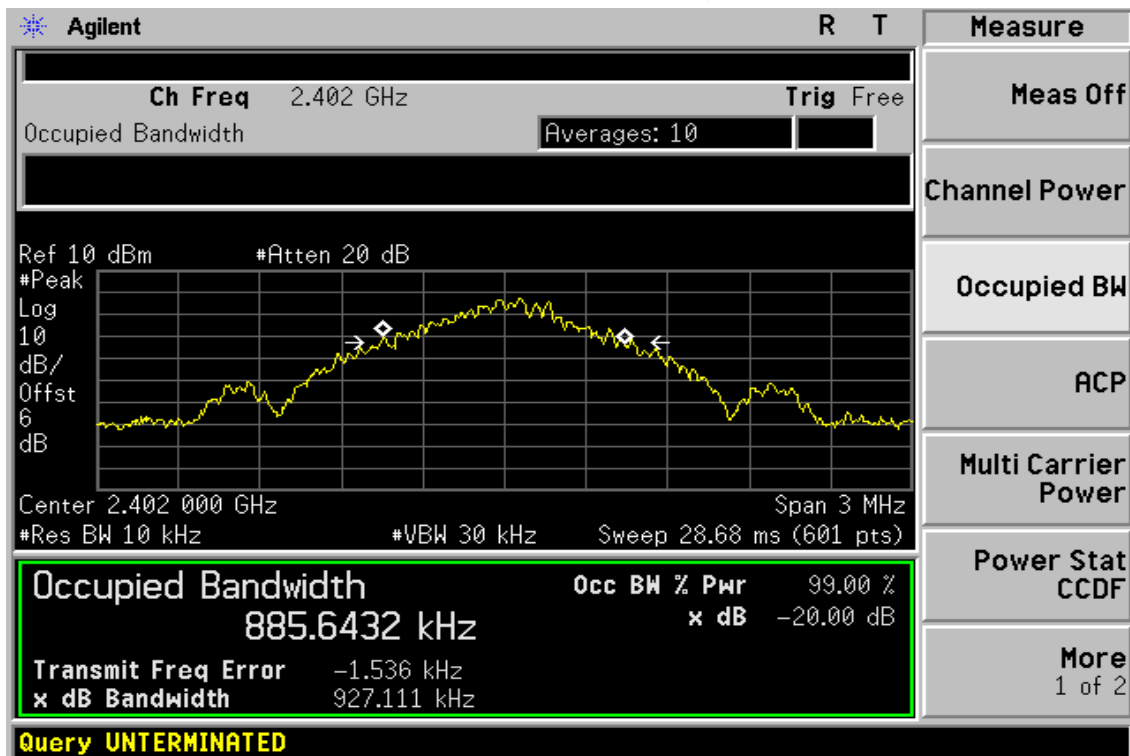 Agilent
R T
Ch Freq 2.402 GHz
Trig Free
Occupied Bandwidth
Averages: 10
Ref 10 dBm
#Atten 20 dB
#Peak
Log
10
dB/
Offst
6
dB
Center 2.402 000 GHz
Span 3 MHz
#Res BW 10 kHz
#VBW 30 kHz
Sweep 28.68 ms (601 pts)
Occupied Bandwidth
885.6432 kHz
Occ BW % Pwr 99.00 %
x dB -20.00 dB
Transmit Freq Error -1.536 kHz
x dB Bandwidth 927.111 kHz
Query UNTERMINATED
Measure
Meas Off
Channel Power
Occupied BW
ACP
Multi Carrier
Power
Power Stat
CCDF
More
1 of 2